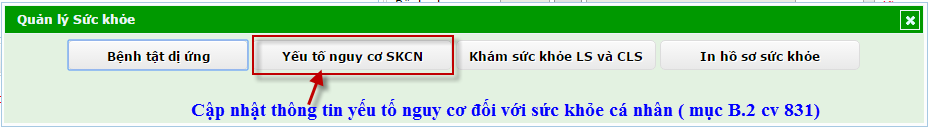 Quản lý Sức khỏe
Bệnh tật dị ứng Yếu tố nguy cơ SKCN Khám sức khỏe LS và CLS In hồ sơ sức khỏe
Cập nhật thông tin yếu tố nguy cơ đối với sức khỏe cá nhân ( mục B.2 cv 831)